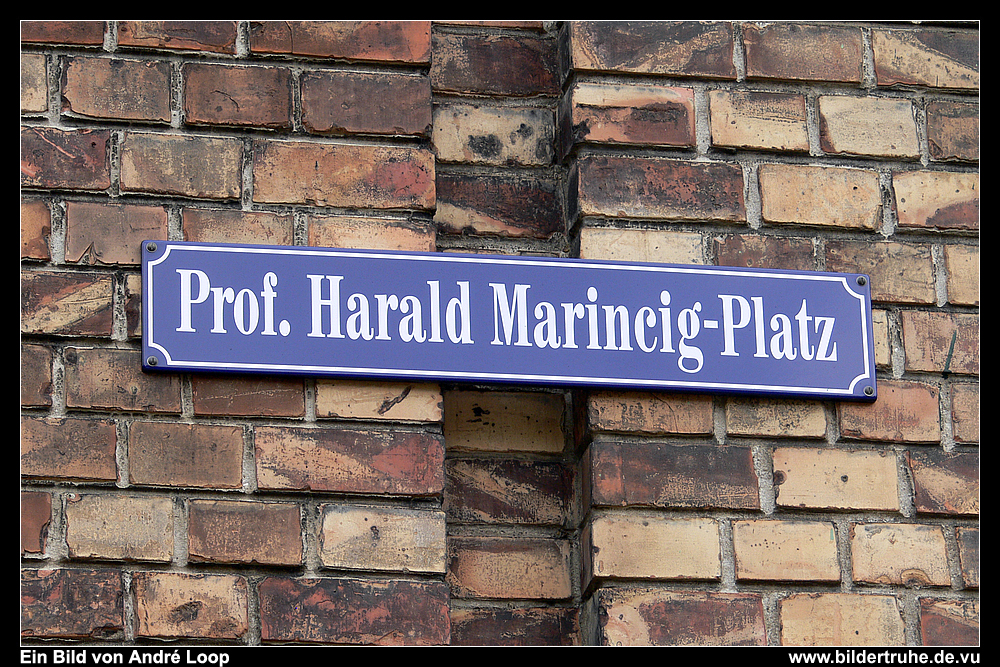 Prof. Harald Marincig-Platz
Ein Bild von André Loop
www.bildertruhe.de.vu